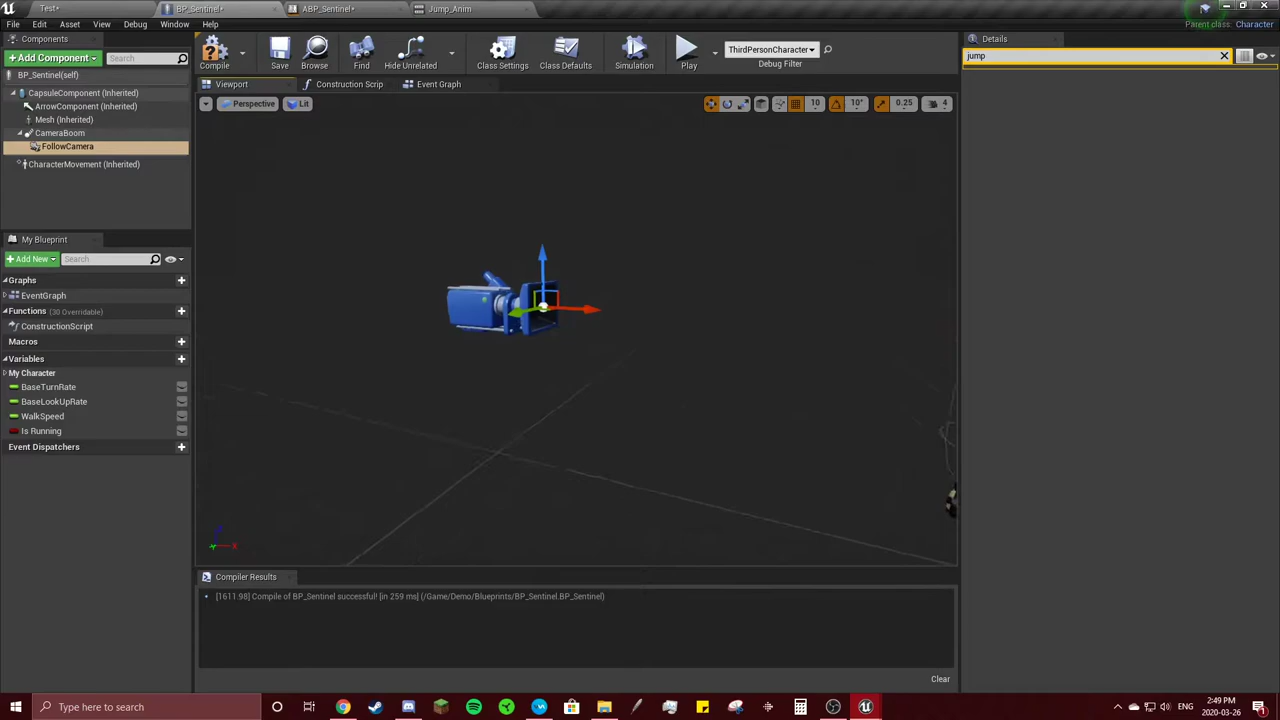 Test*
BP_Sentinel*
ABP_Sentinel*
Jump_Anim
File Edit Asset View Debug Window Help
Parent class: Character
Components
Details
+Add Component
Search
Compile
Save
Browse
Find
Hide Unrelated
Class Settings
Class Defaults
Simulation
Play
ThirdPersonCharacter
Debug Filter
jump
BP_Sentinel(self)
Viewport
Construction Scrip
Event Graph
CapsuleComponent (Inherited)
ArrowComponent (Inherited)
Mesh (Inherited)
CameraBoom
FollowCamera
CharacterMovement (Inherited)
Perspective
Lit
10
10°
0.25
4
My Blueprint
+Add New
Search
Graphs
EventGraph
Functions (30 Overridable)
ConstructionScript
Macros
Variables
My Character
BaseTurnRate
BaseLookUpRate
WalkSpeed
Is Running
Event Dispatchers
Compiler Results
[1611.98] Compile of BP_Sentinel successful! [in 259 ms] (/Game/Demo/Blueprints/BP_Sentinel.BP_Sentinel)
Clear
Type here to search
2:49 PM
2020-03-26